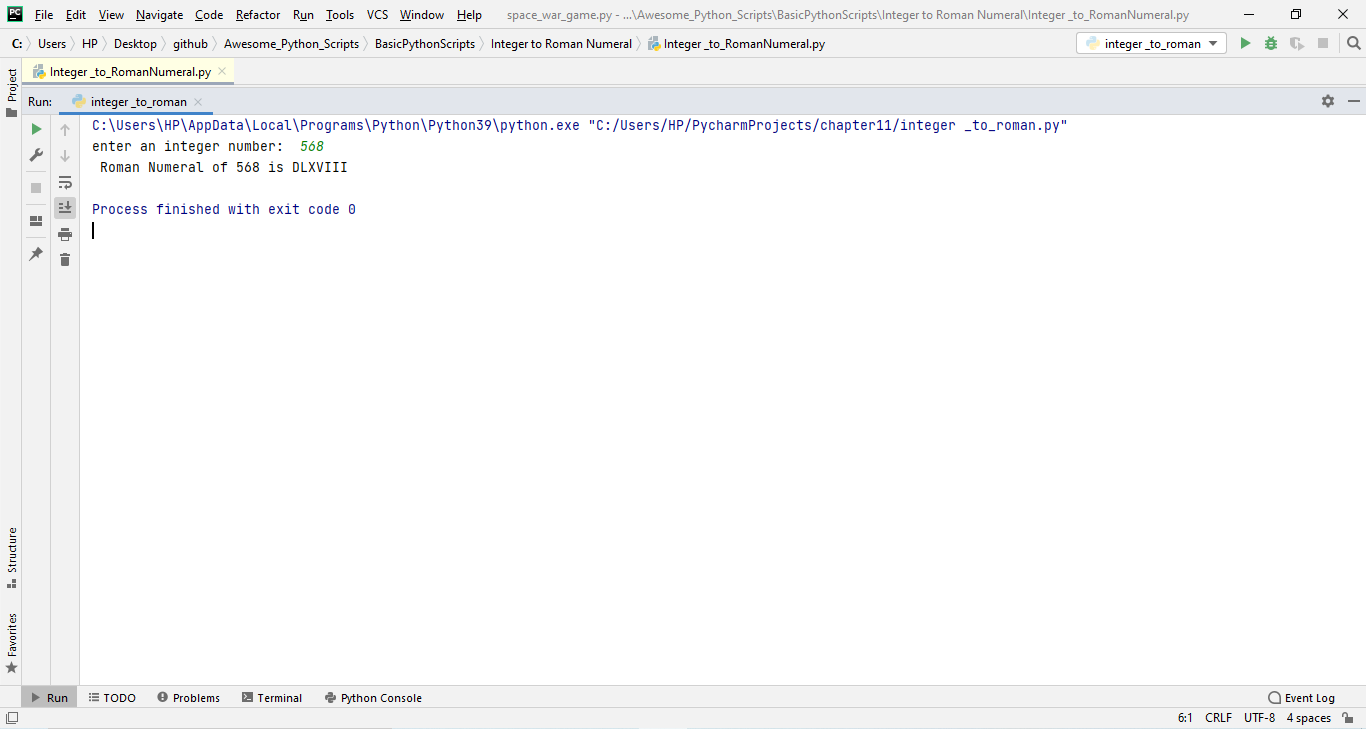 PC File Edit View Navigate Code Refactor Run Tools VCS Window Help space_war_game.py - ...\Awesome_Python_Scripts\BasicPythonScripts\Integer to Roman Numeral\Integer _to_RomanNumeral.py
C: Users HP Desktop github Awesome_Python_Scripts BasicPythonScripts Integer to Roman Numeral Integer _to_RomanNumeral.py integer _to_roman
Project
Integer _to_RomanNumeral.py
Run: integer _to_roman
C:\Users\HP\AppData\Local\Programs\Python\Python39\python.exe "C:/Users/HP/PycharmProjects/chapter11/integer _to_roman.py"
enter an integer number: 568
Roman Numeral of 568 is DLXVIII
Process finished with exit code 0
Structure
Favorites
Run TODO Problems Terminal Python Console Event Log
6:1 CRLF UTF-8 4 spaces